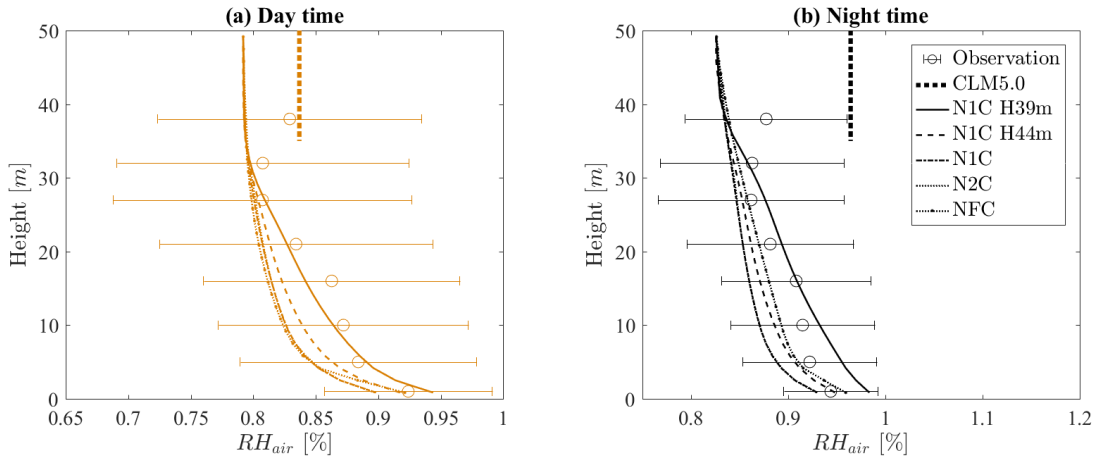 (a) Day time
Height [m]
50
40
30
20
10
0
0.65
0.7
0.75
0.8
0.85
0.9
0.95
1
RH_air [%]
(b) Night time
Height [m]
50
40
30
20
10
0
0.8
0.9
1
1.1
1.2
RH_air [%]
Observation
CLM5.0
N1C H39m
N1C H44m
N1C
N2C
NFC